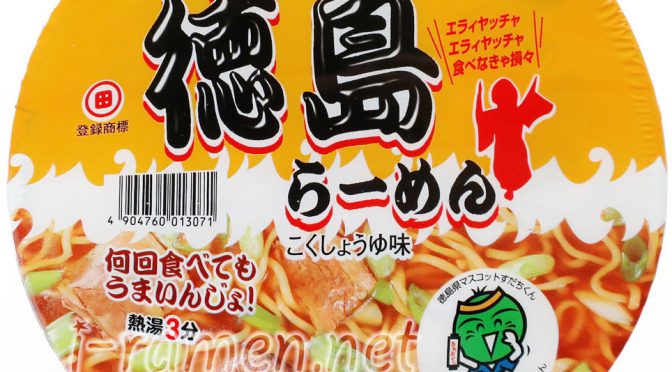 徳島
らーめん
こくしょうゆ味
エライヤッチャ
エライヤッチャ
食べなきゃ損々
田
登録商標
4 904760 013071
何回食べても
うまいんじょ!
熱湯3分
徳島県マスコットすだちくん
i-ramen.net